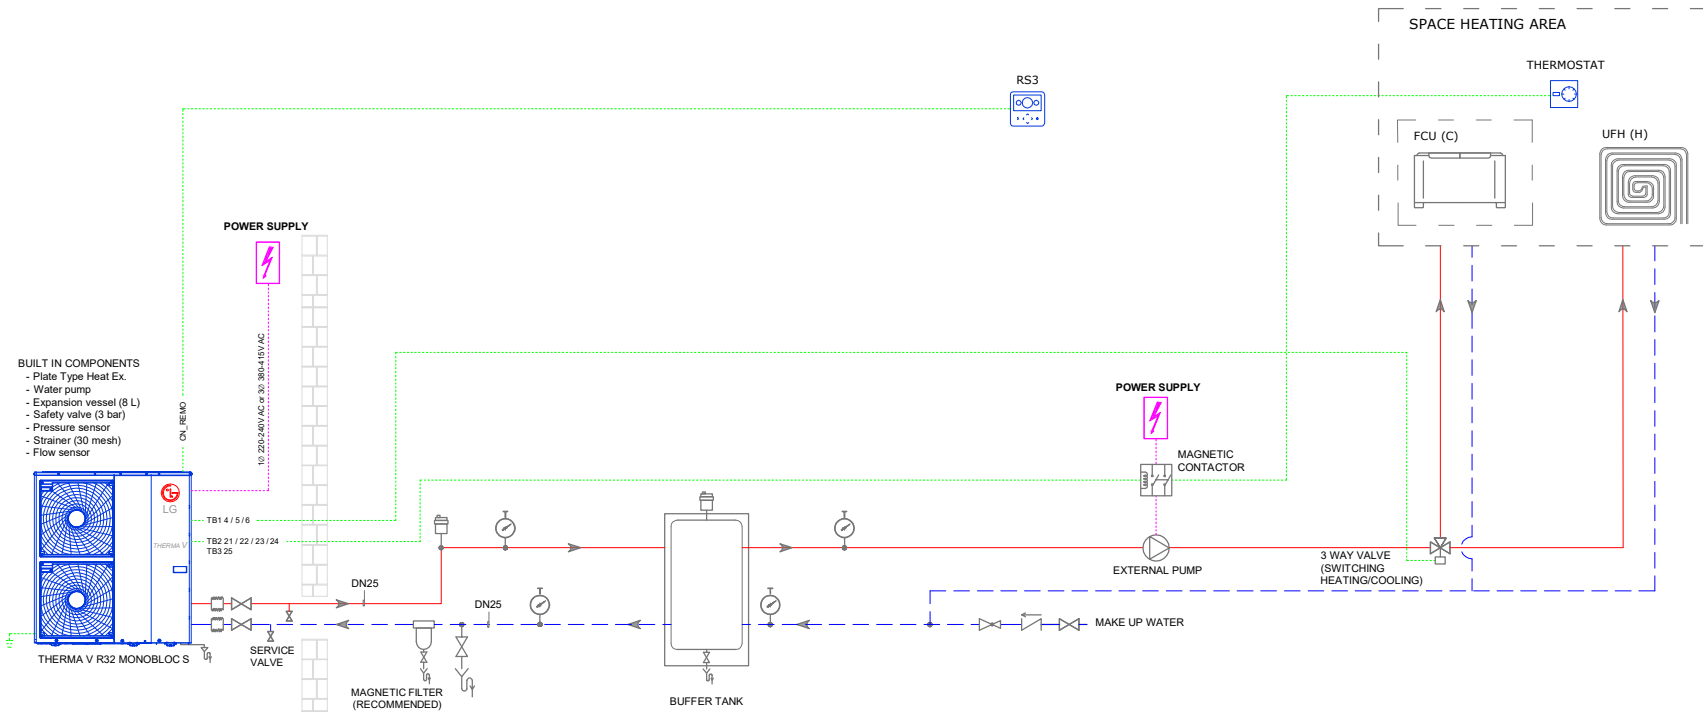 SPACE HEATING AREA
THERMOSTAT
RS3
FCU (C)
UFH (H)
POWER SUPPLY
1Ø 220-240V AC or 3Ø 380-415V AC
CN_REMO
BUILT IN COMPONENTS
- Plate Type Heat Ex.
- Water pump
- Expansion vessel (8 L)
- Safety valve (3 bar)
- Pressure sensor
- Strainer (30 mesh)
- Flow sensor
POWER SUPPLY
MAGNETIC
CONTACTOR
LG
THERMA V
TB1 4 / 5 / 6
TB2 21 / 22 / 23 / 24
TB3 25
DN25
DN25
EXTERNAL PUMP
3 WAY VALVE
(SWITCHING
HEATING/COOLING)
MAKE UP WATER
SERVICE
VALVE
THERMA V R32 MONOBLOC S
MAGNETIC FILTER
(RECOMMENDED)
BUFFER TANK